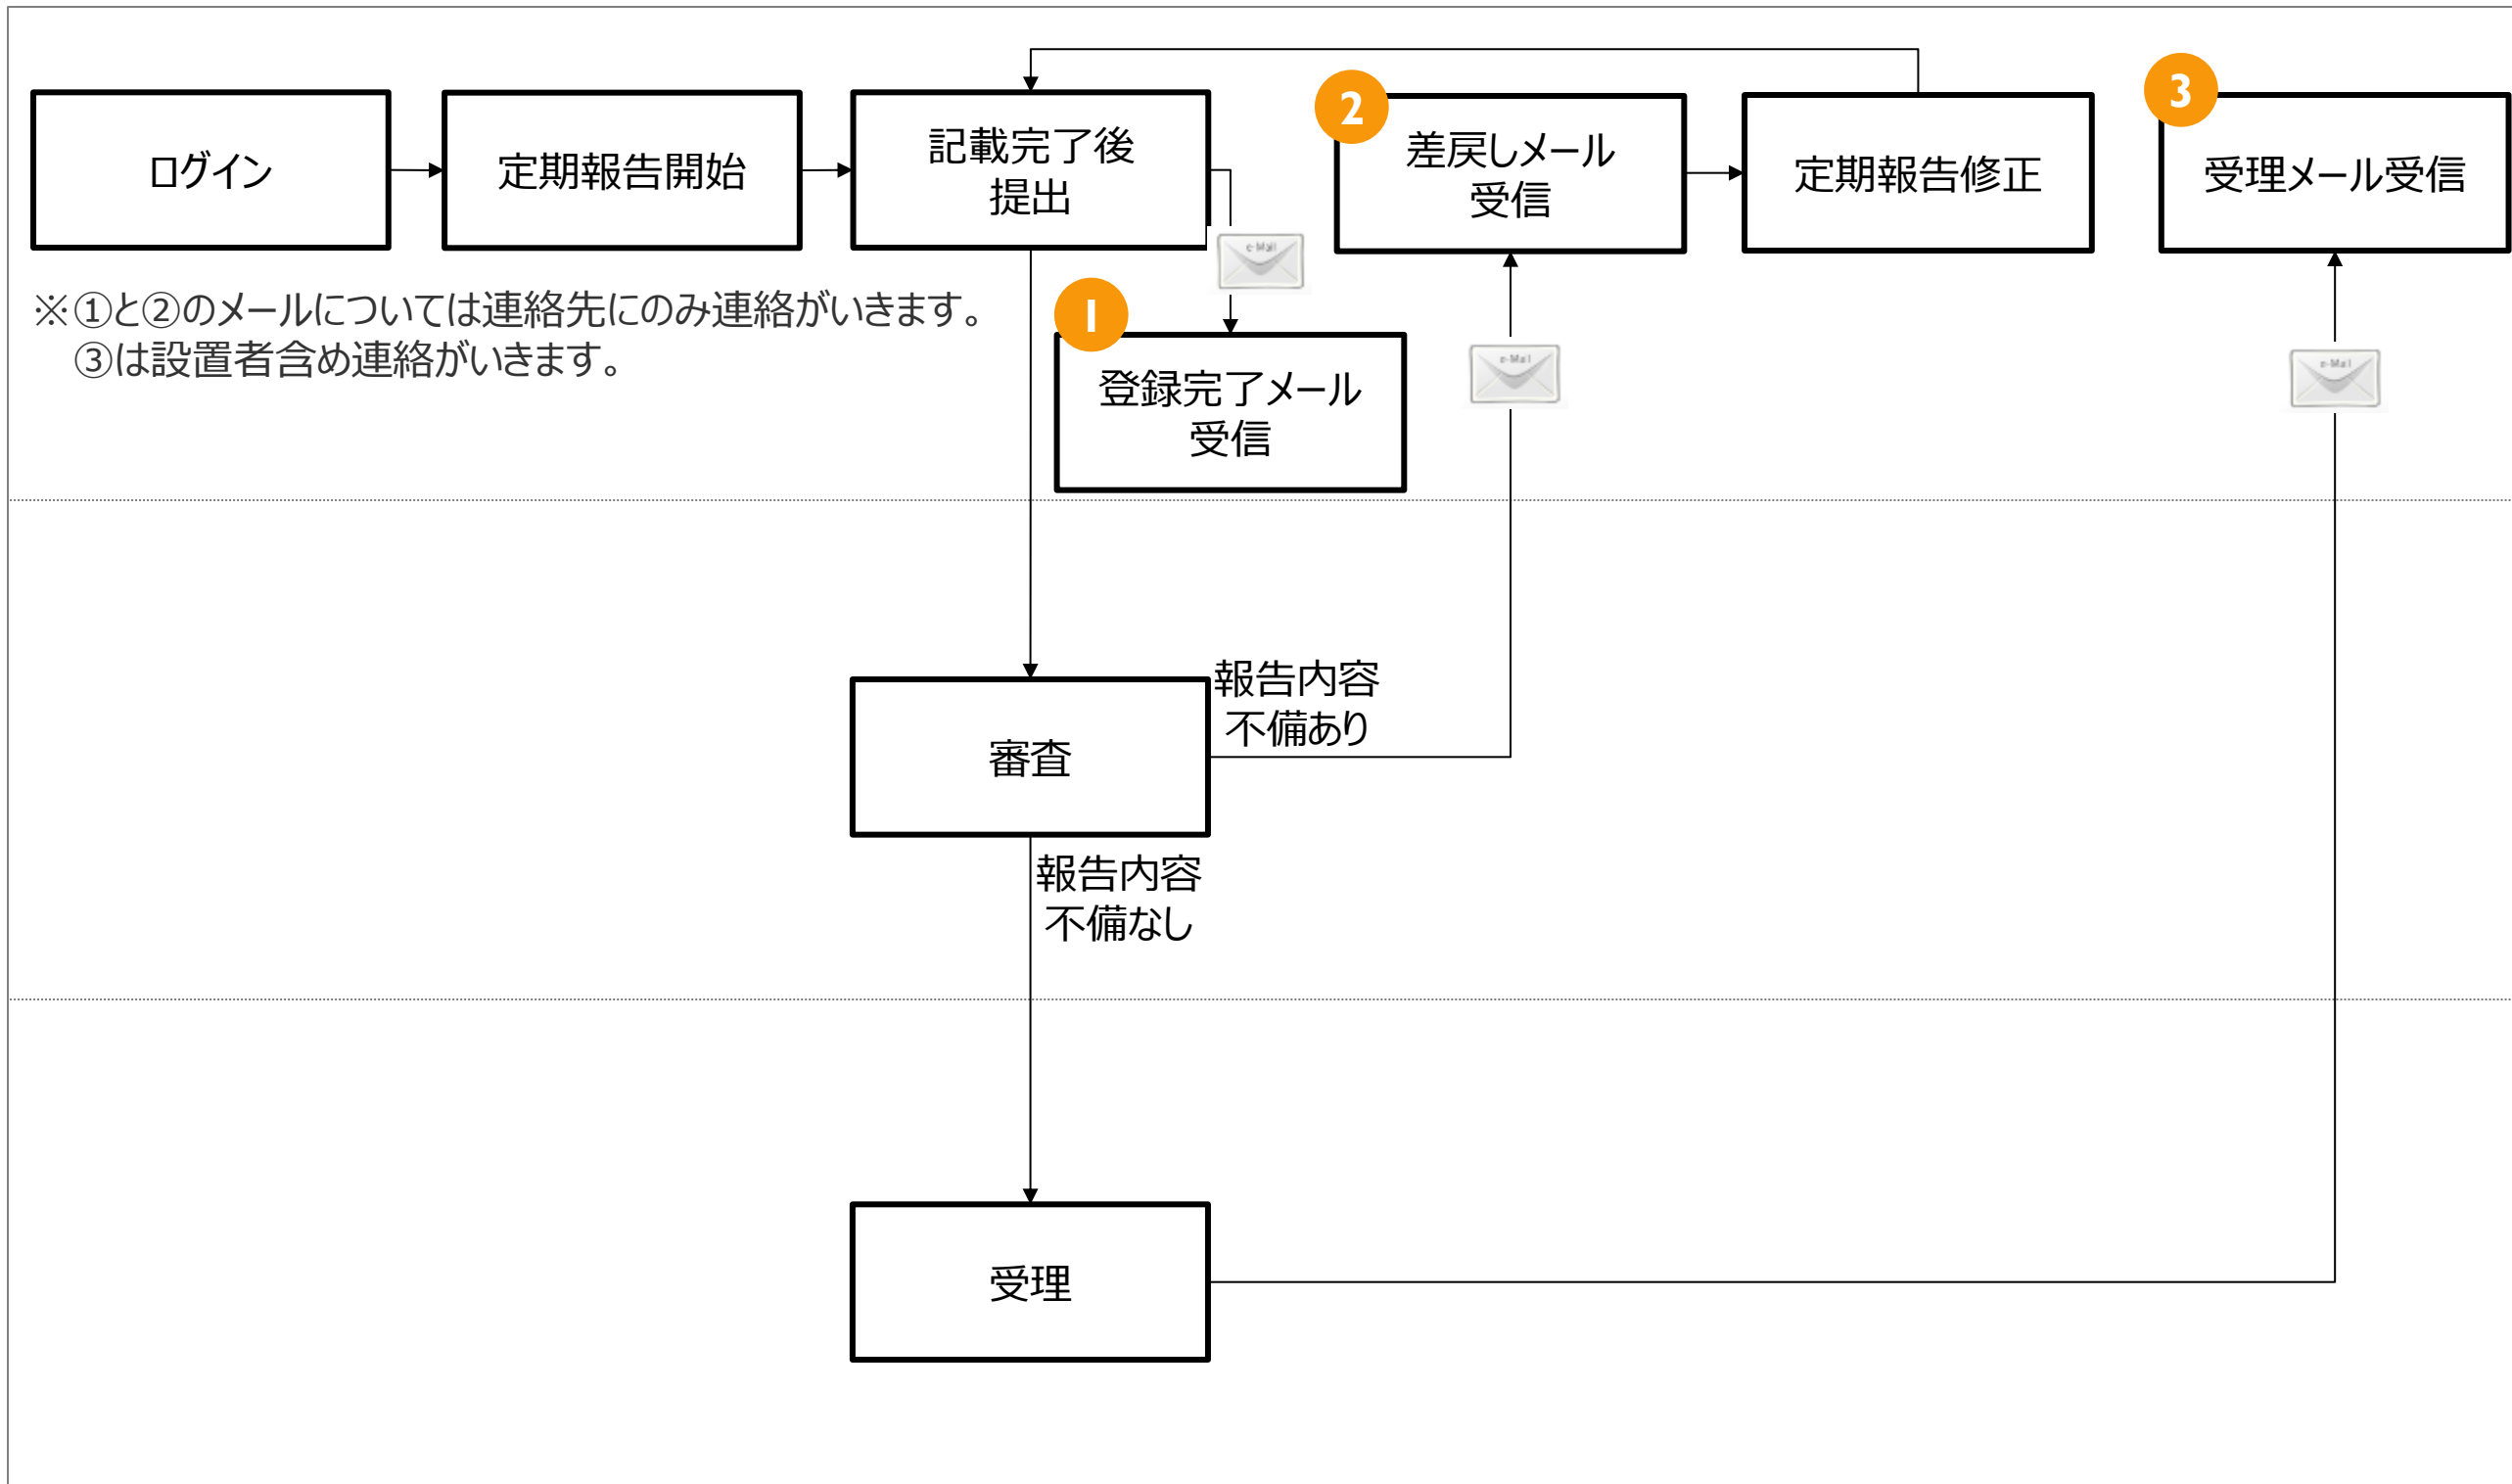 ログイン
定期報告開始
記載完了後
提出
2
差戻しメール
受信
定期報告修正
3
受理メール受信
e-Mail
※①と②のメールについては連絡先にのみ連絡がいきます。
③は設置者含め連絡がいきます。
1
登録完了メール
受信
e-Mail
e-Mail
報告内容
不備あり
審査
報告内容
不備なし
受理